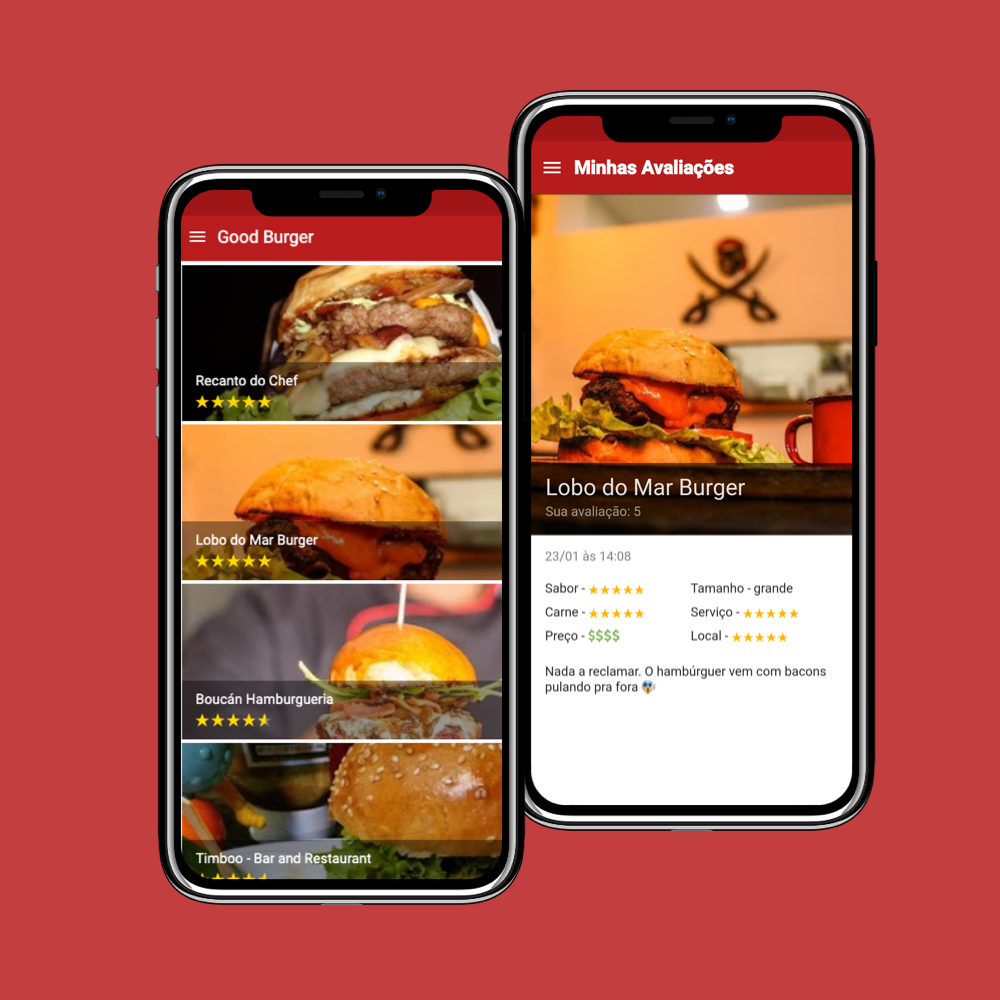 Good Burger
Recanto do Chef
★★★★★
Lobo do Mar Burger
★★★★★
Boucán Hamburgueria
Timboo - Bar and Restaurant
Minhas Avaliações
Lobo do Mar Burger
Sua avaliação: 5
23/01 às 14:08
Sabor - ★★★★★ Tamanho - grande
Carne - ★★★★★ Serviço - ★★★★★
Preço - $$$$ Local - ★★★★★
Nada a reclamar. O hambúrguer vem com bacons
pulando pra fora 😱